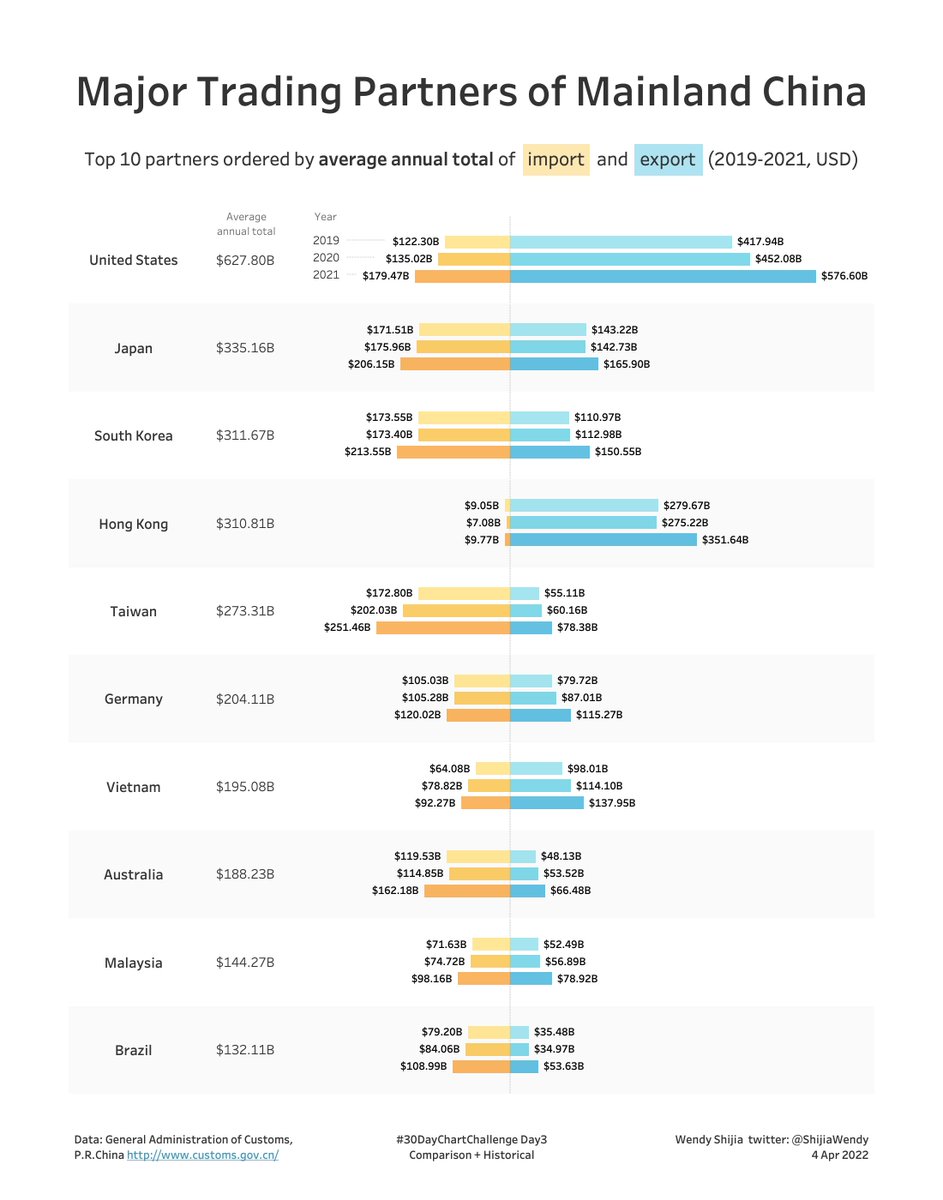 Major Trading Partners of Mainland China
Top 10 partners ordered by average annual total of import and export (2019-2021, USD)
Average
annual total
Year
United States
$627.80B
2019 $122.30B $417.94B
2020 $135.02B $452.08B
2021 $179.47B $576.60B
Japan
$335.16B
$171.51B $143.22B
$175.96B $142.73B
$206.15B $165.90B
South Korea
$311.67B
$173.55B $110.97B
$173.40B $112.98B
$213.55B $150.55B
Hong Kong
$310.81B
$9.05B $279.67B
$7.08B $275.22B
$9.77B $351.64B
Taiwan
$273.31B
$172.80B $55.11B
$202.03B $60.16B
$251.46B $78.38B
Germany
$204.11B
$105.03B $79.72B
$105.28B $87.01B
$120.02B $115.27B
Vietnam
$195.08B
$64.08B $98.01B
$78.82B $114.10B
$92.27B $137.95B
Australia
$188.23B
$119.53B $48.13B
$114.85B $53.52B
$162.18B $66.48B
Malaysia
$144.27B
$71.63B $52.49B
$74.72B $56.89B
$98.16B $78.92B
Brazil
$132.11B
$79.20B $35.48B
$84.06B $34.97B
$108.99B $53.63B
Data: General Administration of Customs,
P.R.China http://www.customs.gov.cn/
#30DayChartChallenge Day3
Comparison + Historical
Wendy Shijia twitter: @ShijiaWendy
4 Apr 2022